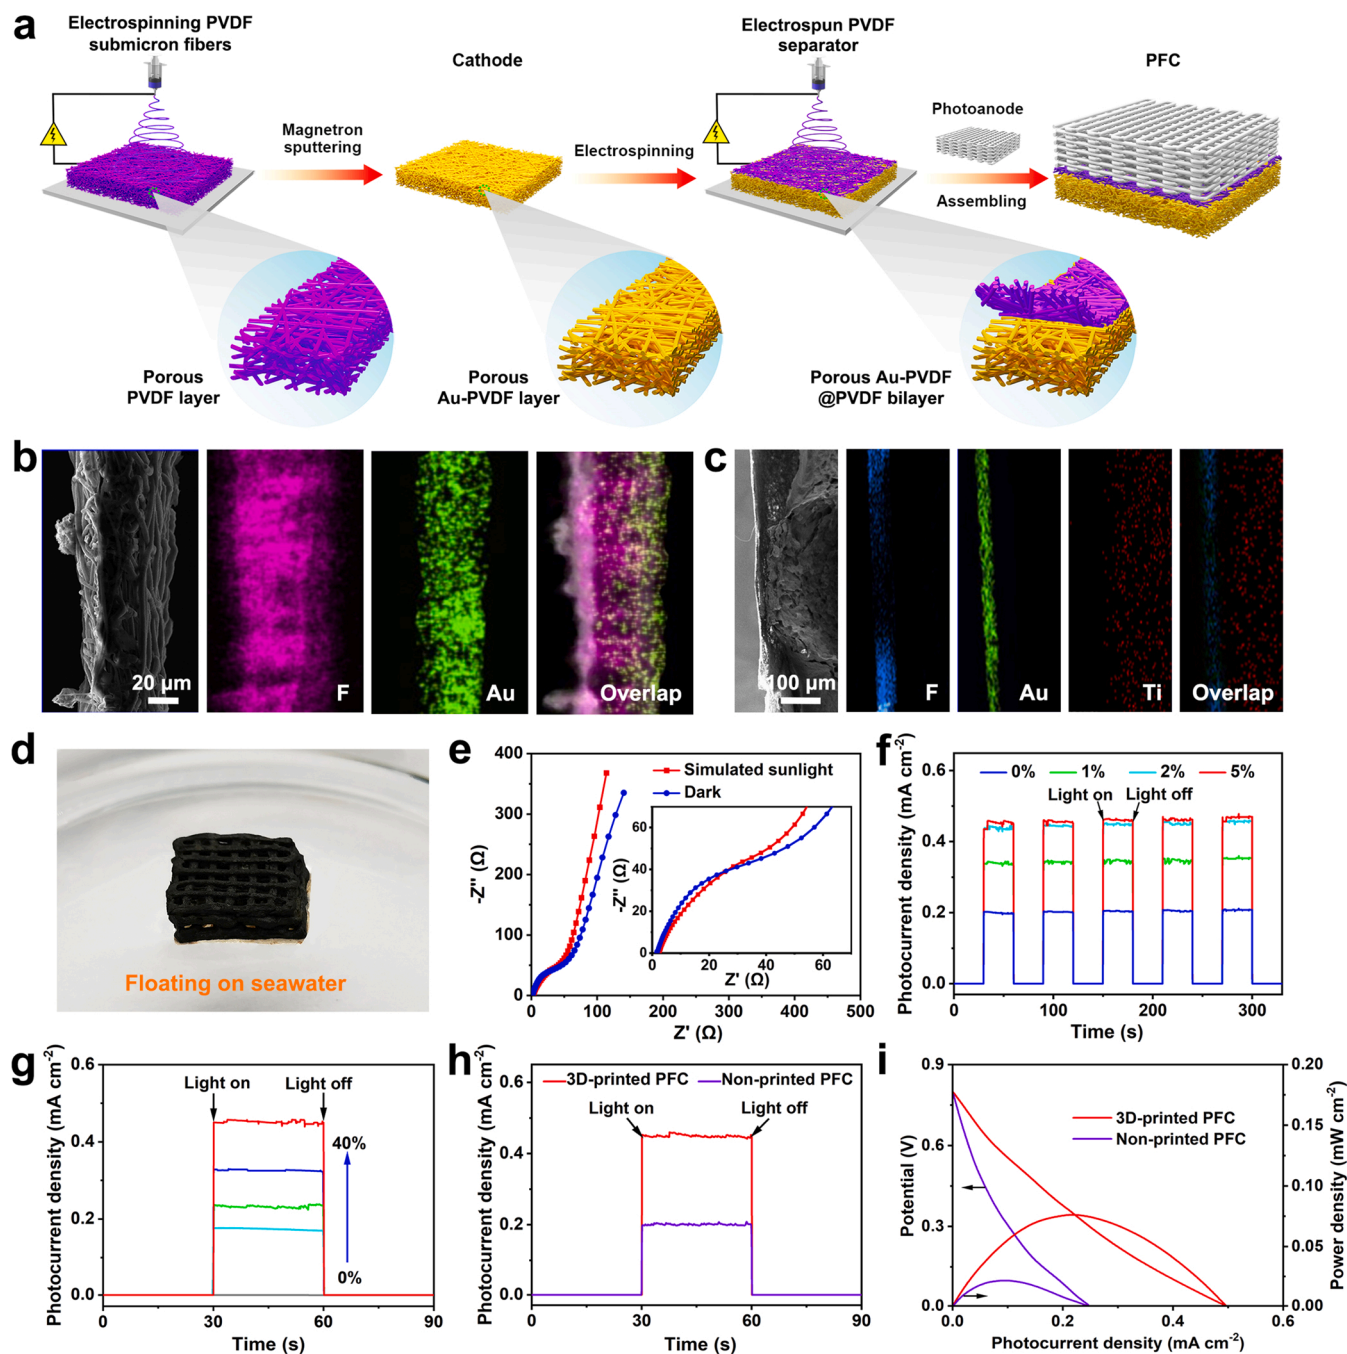 a
Electrospinning PVDF
submicron fibers
Magnetron
sputtering
Cathode
Electrospinning
Electrospun PVDF
separator
Photoanode
Assembling
PFC
Porous
PVDF layer
Porous
Au-PVDF layer
Porous Au-PVDF
@PVDF bilayer
b
20 μm
F
Au
Overlap
c
100 μm
F
Au
Ti
Overlap
d
Floating on seawater
e
-Z'' (Ω)
400
300
200
100
0
0 100 200 300 400 500
Z' (Ω)
Simulated sunlight
Dark
-Z'' (Ω)
60
40
20
0
0 20 40 60
Z' (Ω)
f
Photocurrent density (mA cm-2)
0.6
0.4
0.2
0.0
0 100 200 300
Time (s)
0% 1% 2% 5%
Light on Light off
g
Photocurrent density (mA cm-2)
0.6
0.4
0.2
0.0
0 30 60 90
Time (s)
Light on Light off
40%
0%
h
Photocurrent density (mA cm-2)
0.6
0.4
0.2
0.0
0 30 60 90
Time (s)
3D-printed PFC Non-printed PFC
Light on Light off
i
Potential (V)
0.9
0.6
0.3
0.0
0.0 0.1 0.2 0.3 0.4 0.5 0.6
Photocurrent density (mA cm-2)
3D-printed PFC
Non-printed PFC
0.20
0.15
0.10
0.05
0.00
Power density (mW cm-2)